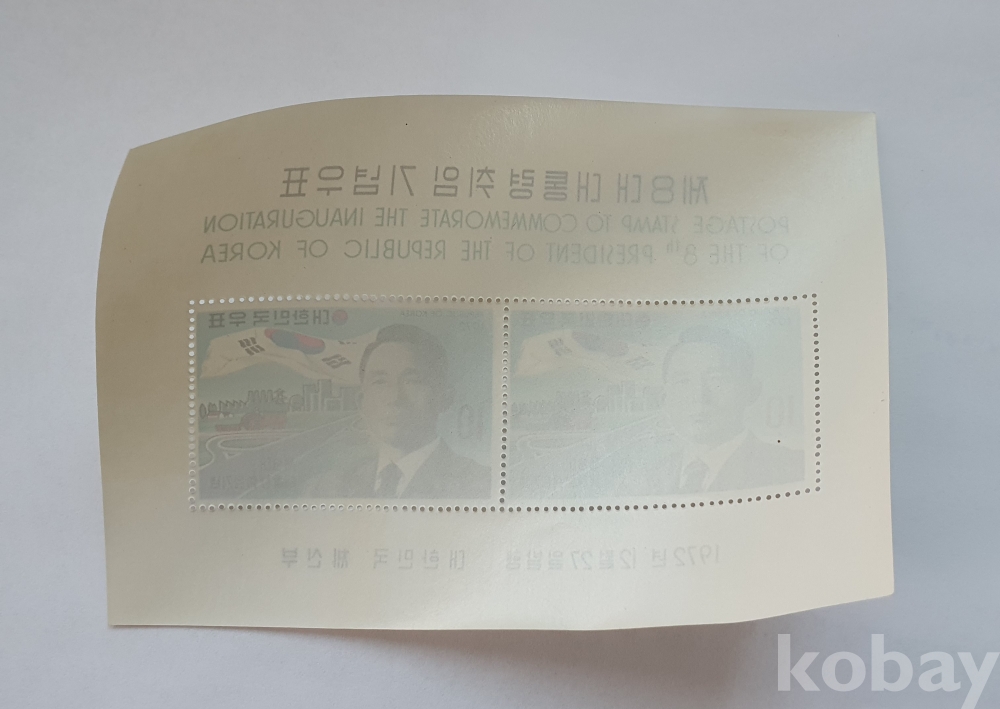 제8대 대통령 취임 기념우표
POSTAGE STAMP TO COMMEMORATE THE INAUGURATION
OF THE 8th PRESIDENT OF THE REPUBLIC OF KOREA
대한민국우표
10
10
1972년 12월 27일발행 대한민국 체신부
kobay